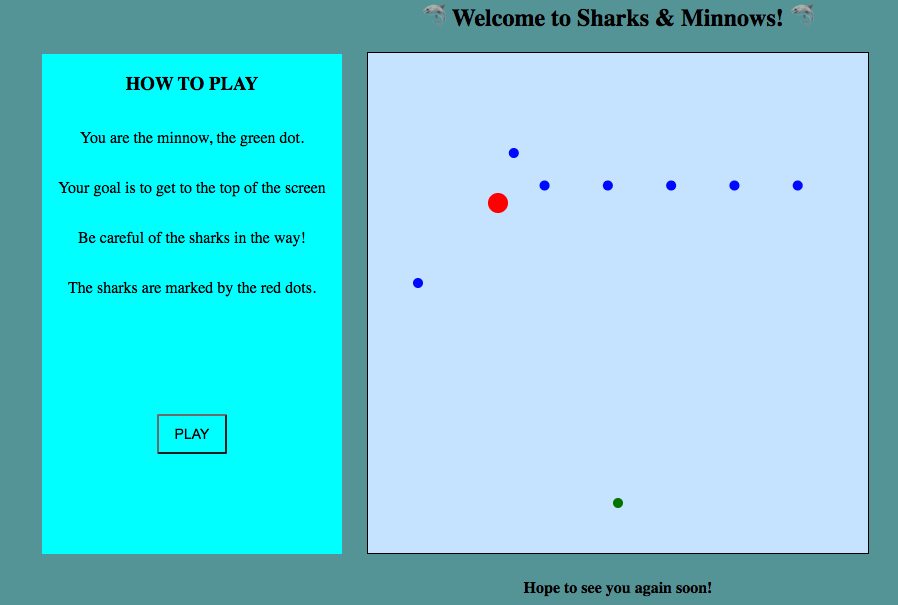 Welcome to Sharks & Minnows!
HOW TO PLAY
You are the minnow, the green dot.
Your goal is to get to the top of the screen
Be careful of the sharks in the way!
The sharks are marked by the red dots.
PLAY
Hope to see you again soon!